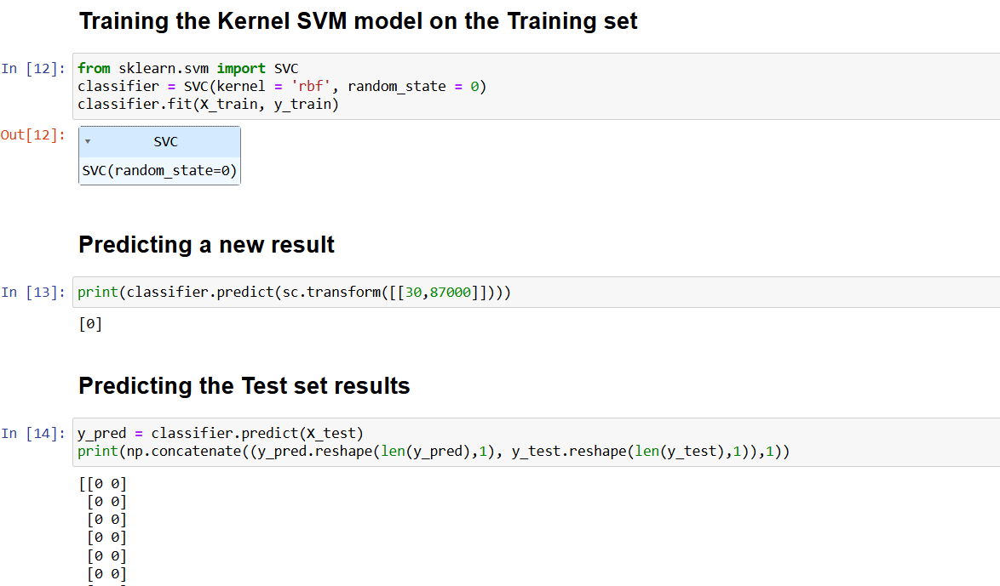 Training the Kernel SVM model on the Training set
In [12]: from sklearn.svm import SVC
classifier = SVC(kernel = 'rbf', random_state = 0)
classifier.fit(X_train, y_train)
Out[12]: SVC
SVC(random_state=0)
Predicting a new result
In [13]: print(classifier.predict(sc.transform([[30,87000]])))
[0]
Predicting the Test set results
In [14]: y_pred = classifier.predict(X_test)
print(np.concatenate((y_pred.reshape(len(y_pred),1), y_test.reshape(len(y_test),1)),1))
[[0 0]
[0 0]
[0 0]
[0 0]
[0 0]
[0 0]